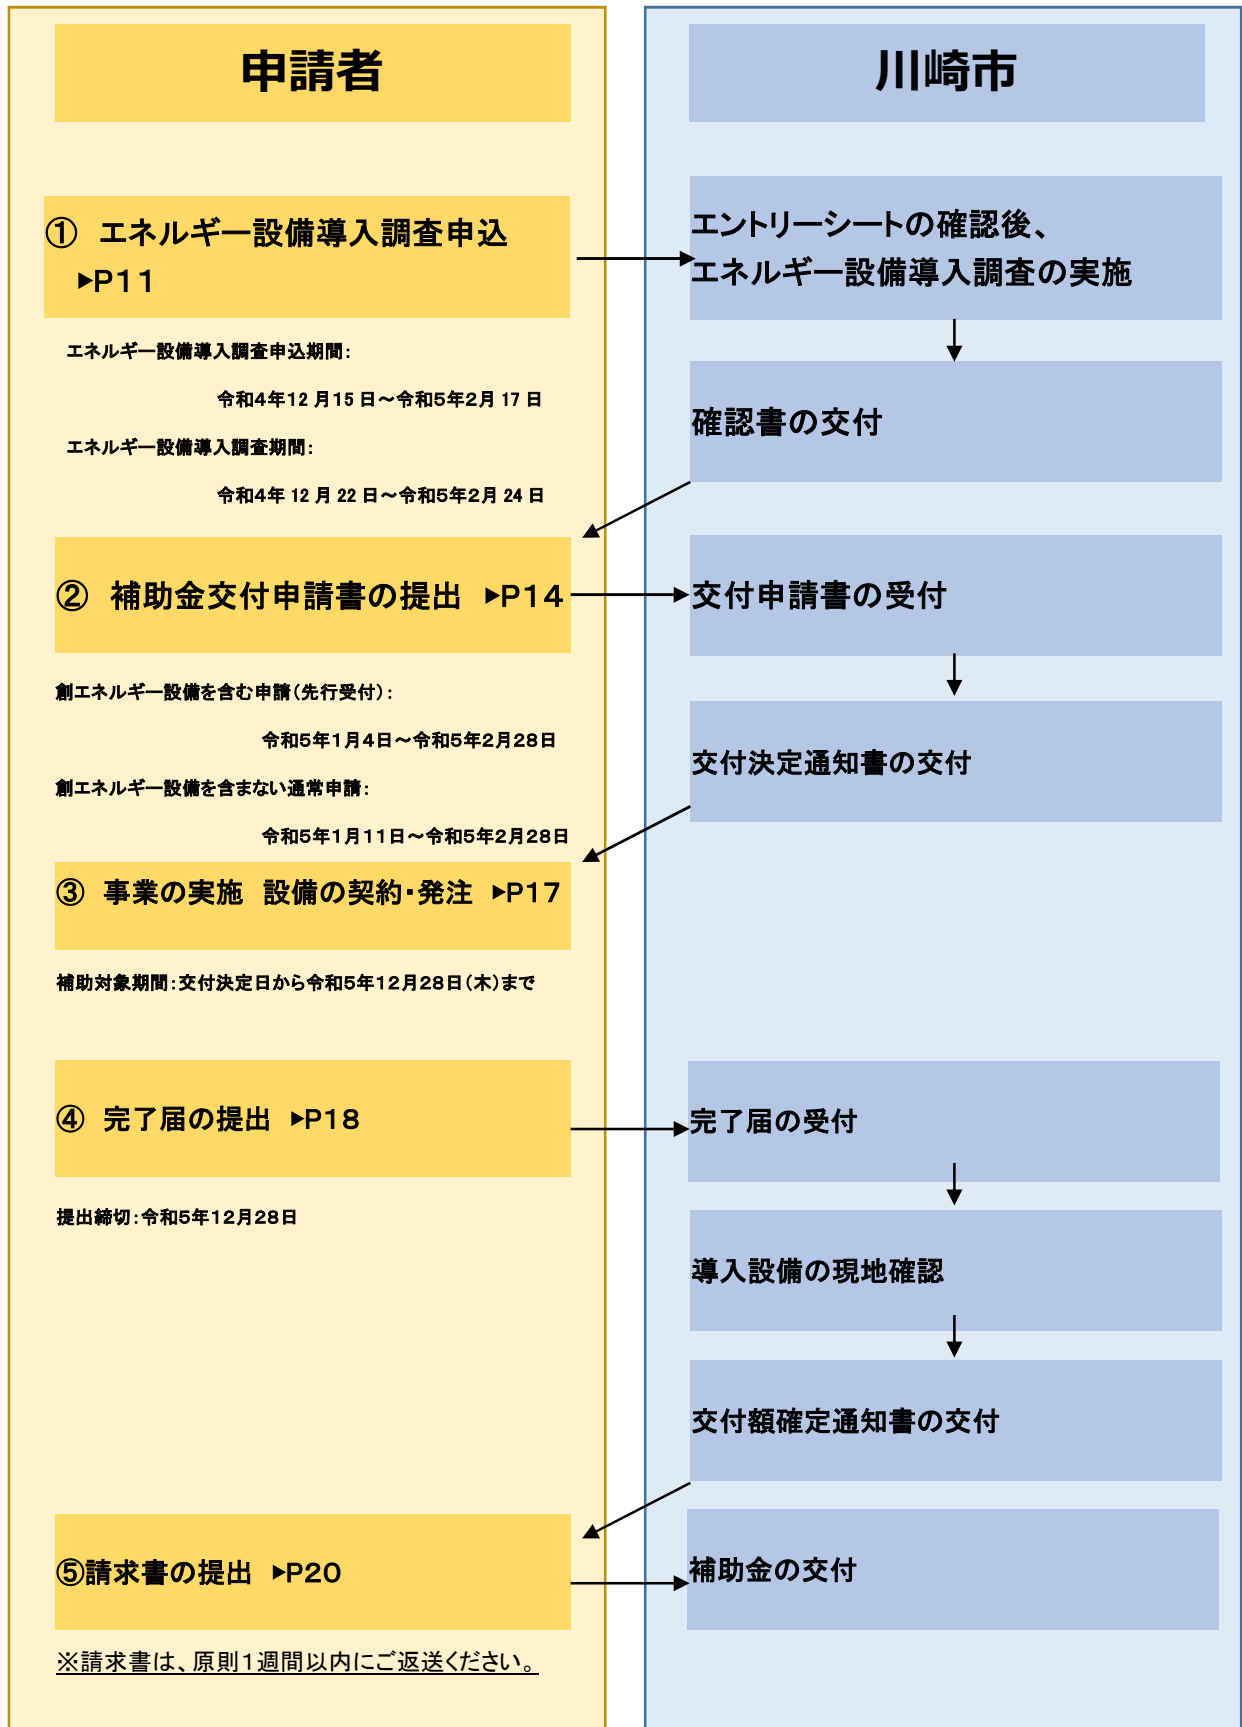 申請者
川崎市
① エネルギー設備導入調査申込
▶P11
エントリーシートの確認後、
エネルギー設備導入調査の実施
エネルギー設備導入調査申込期間：
令和4年12月15日～令和5年2月17日
エネルギー設備導入調査期間：
令和4年12月22日～令和5年2月24日
確認書の交付
② 補助金交付申請書の提出 ▶P14
交付申請書の受付
創エネルギー設備を含む申請（先行受付）：
令和5年1月4日～令和5年2月28日
創エネルギー設備を含まない通常申請：
令和5年1月11日～令和5年2月28日
交付決定通知書の交付
③ 事業の実施 設備の契約・発注 ▶P17
補助対象期間：交付決定日から令和5年12月28日（木）まで
④ 完了届の提出 ▶P18
完了届の受付
提出締切：令和5年12月28日
導入設備の現地確認
交付額確定通知書の交付
⑤請求書の提出 ▶P20
補助金の交付
※請求書は、原則1週間以内にご返送ください。